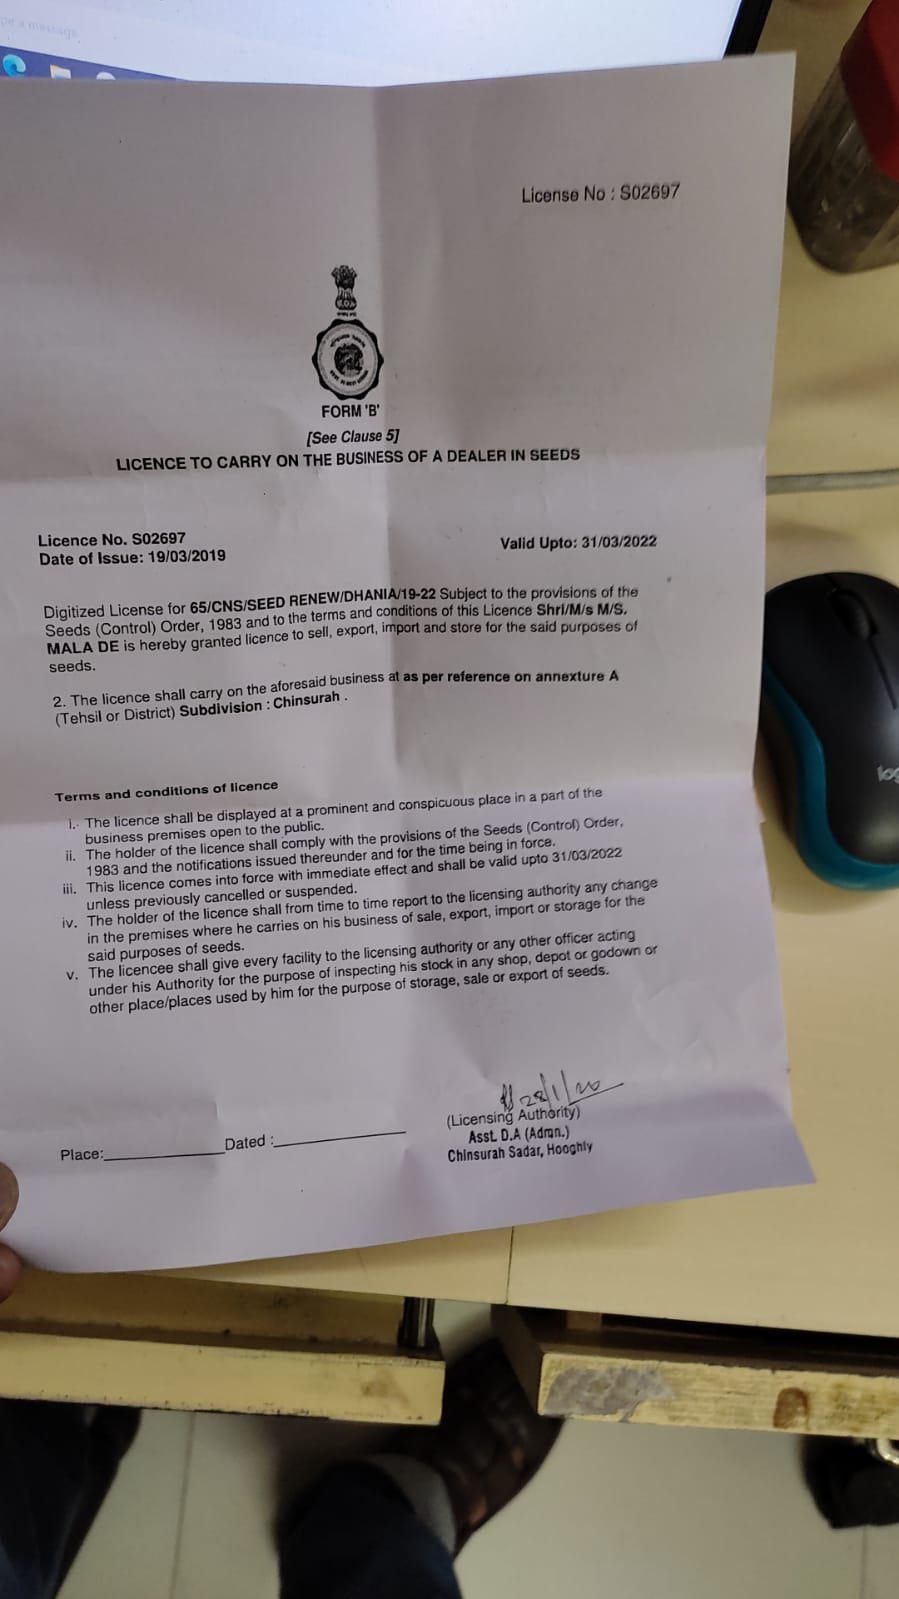 pe a message
License No : S02697
FORM 'B'
[See Clause 5]
LICENCE TO CARRY ON THE BUSINESS OF A DEALER IN SEEDS
Licence No. S02697
Date of Issue: 19/03/2019
Valid Upto: 31/03/2022
Digitized License for 65/CNS/SEED RENEW/DHANIA/19-22 Subject to the provisions of the
Seeds (Control) Order, 1983 and to the terms and conditions of this Licence Shri/M/s M/S.
MALA DE is hereby granted licence to sell, export, import and store for the said purposes of
seeds.
2. The licence shall carry on the aforesaid business at as per reference on annexture A
(Tehsil or District) Subdivision : Chinsurah .
Terms and conditions of licence
i. The licence shall be displayed at a prominent and conspicuous place in a part of the
business premises open to the public.
ii. The holder of the licence shall comply with the provisions of the Seeds (Control) Order,
1983 and the notifications issued thereunder and for the time being in force.
iii. This licence comes into force with immediate effect and shall be valid upto 31/03/2022
unless previously cancelled or suspended.
iv. The holder of the licence shall from time to time report to the licensing authority any change
in the premises where he carries on his business of sale, export, import or storage for the
said purposes of seeds.
v. The licencee shall give every facility to the licensing authority or any other officer acting
under his Authority for the purpose of inspecting his stock in any shop, depot or godown or
other place/places used by him for the purpose of storage, sale or export of seeds.
28/1/20
(Licensing Authority)
Asst. D.A (Admn.)
Chinsurah Sadar, Hooghly
Place:______________ Dated :________________
log